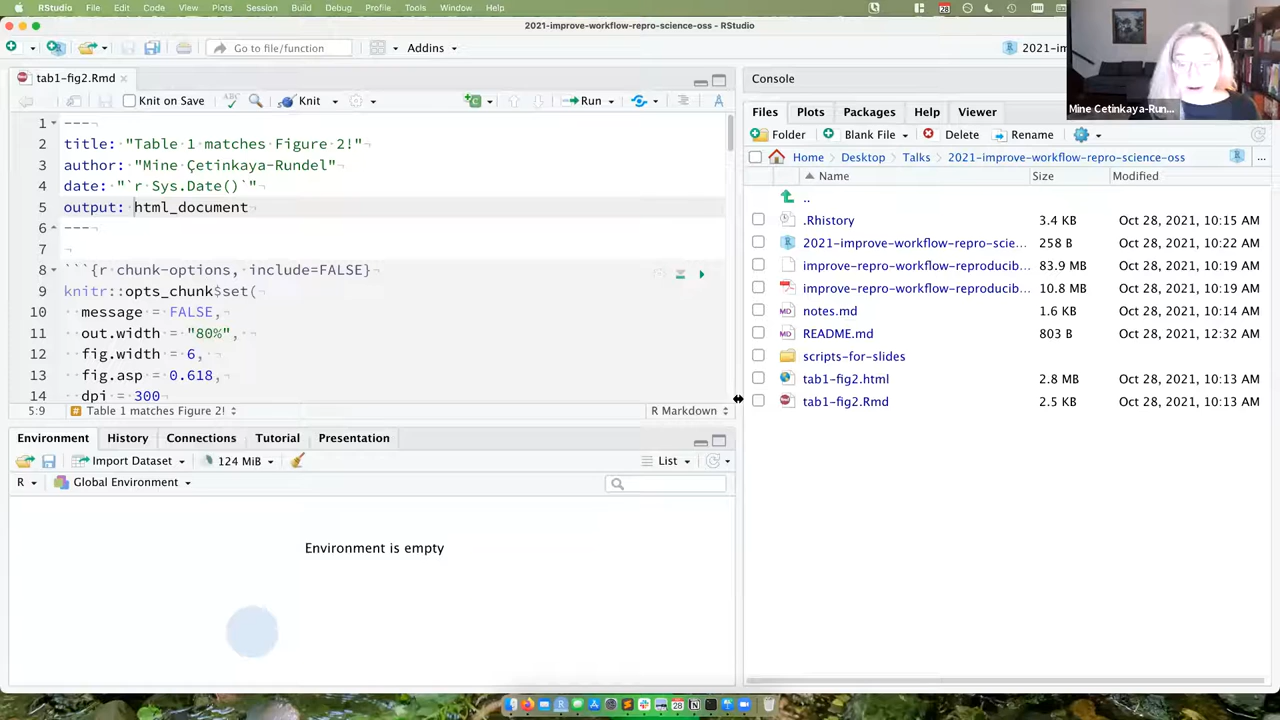 RStudio File Edit Code View Plots Session Build Debug Profile Tools Window Help
28
2021-improve-workflow-repro-science-oss - RStudio
Go to file/function
Addins
2021-im
tab1-fig2.Rmd
Knit on Save
ABC
Knit
Run
1 ---
2 title: "Table 1 matches Figure 2!"
3 author: "Mine Çetinkaya-Rundel"
4 date: "`r Sys.Date()`"
5 output: html_document
6 ---
7
8 ```{r chunk-options, include=FALSE}
9 knitr::opts_chunk$set(
10 message = FALSE,
11 out.width = "80%",
12 fig.width = 6,
13 fig.asp = 0.618,
14 dpi = 300
5:9 Table 1 matches Figure 2! R Markdown
Environment History Connections Tutorial Presentation
Import Dataset 124 MiB List
R Global Environment
Environment is empty
Console
Mine Cetinkaya-Run...
Files Plots Packages Help Viewer
Folder Blank File Delete Rename
Home Desktop Talks 2021-improve-workflow-repro-science-oss ...
Name Size Modified
..
.Rhistory 3.4 KB Oct 28, 2021, 10:15 AM
2021-improve-workflow-repro-scie... 258 B Oct 28, 2021, 10:22 AM
improve-repro-workflow-reproducib... 83.9 MB Oct 28, 2021, 10:19 AM
improve-repro-workflow-reproducib... 10.8 MB Oct 28, 2021, 10:19 AM
notes.md 1.6 KB Oct 28, 2021, 10:14 AM
README.md 803 B Oct 28, 2021, 12:32 AM
scripts-for-slides
tab1-fig2.html 2.8 MB Oct 28, 2021, 10:13 AM
tab1-fig2.Rmd 2.5 KB Oct 28, 2021, 10:13 AM
28